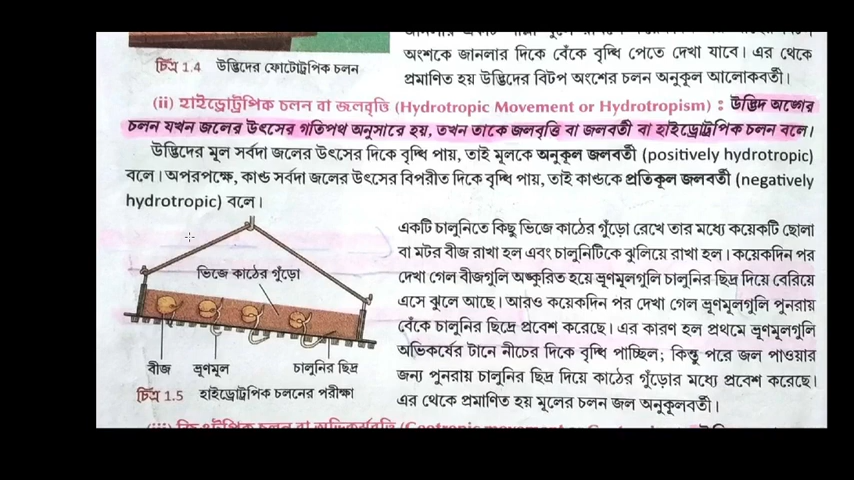 অংশকে জানলার দিকে বেঁকে বৃদ্ধি পেতে দেখা যাবে। এর থেকে
প্রমাণিত হয় উদ্ভিদের বিটপ অংশের চলন অনুকূল আলোকবর্তী।
চিত্র 1.4 উদ্ভিদের ফোটোট্রপিক চলন
(ii) হাইড্রোট্রপিক চলন বা জলবৃত্তি (Hydrotropic Movement or Hydrotropism) : উদ্ভিদ অঙ্গের
চলন যখন জলের উৎসের গতিপথ অনুসারে হয়, তখন তাকে জলবৃত্তি বা জলবর্তী বা হাইড্রোট্রপিক চলন বলে।
উদ্ভিদের মূল সর্বদা জলের উৎসের দিকে বৃদ্ধি পায়, তাই মূলকে অনুকূল জলবর্তী (positively hydrotropic)
বলে। অপরপক্ষে, কাণ্ড সর্বদা জলের উৎসের বিপরীত দিকে বৃদ্ধি পায়, তাই কাণ্ডকে প্রতিকূল জলবর্তী (negatively
hydrotropic) বলে।
ভিজে কাঠের গুঁড়ো
বীজ ভ্রূণমূল চালুনির ছিদ্র
চিত্র 1.5 হাইড্রোট্রপিক চলনের পরীক্ষা
একটি চালুনিতে কিছু ভিজে কাঠের গুঁড়ো রেখে তার মধ্যে কয়েকটি ছোলা
বা মটর বীজ রাখা হল এবং চালুনিটিকে ঝুলিয়ে রাখা হল। কয়েকদিন পর
দেখা গেল বীজগুলি অঙ্কুরিত হয়ে ভ্রূণমূলগুলি চালুনির ছিদ্র দিয়ে বেরিয়ে
এসে ঝুলে আছে। আরও কয়েকদিন পর দেখা গেল ভ্রূণমূলগুলি পুনরায়
বেঁকে চালুনির ছিদ্রে প্রবেশ করেছে। এর কারণ হল প্রথমে ভ্রূণমূলগুলি
অভিকর্ষের টানে নীচের দিকে বৃদ্ধি পাচ্ছিল; কিন্তু পরে জল পাওয়ার
জন্য পুনরায় চালুনির ছিদ্র দিয়ে কাঠের গুঁড়োর মধ্যে প্রবেশ করেছে।
এর থেকে প্রমাণিত হয় মূলের চলন জল অনুকূলবর্তী।